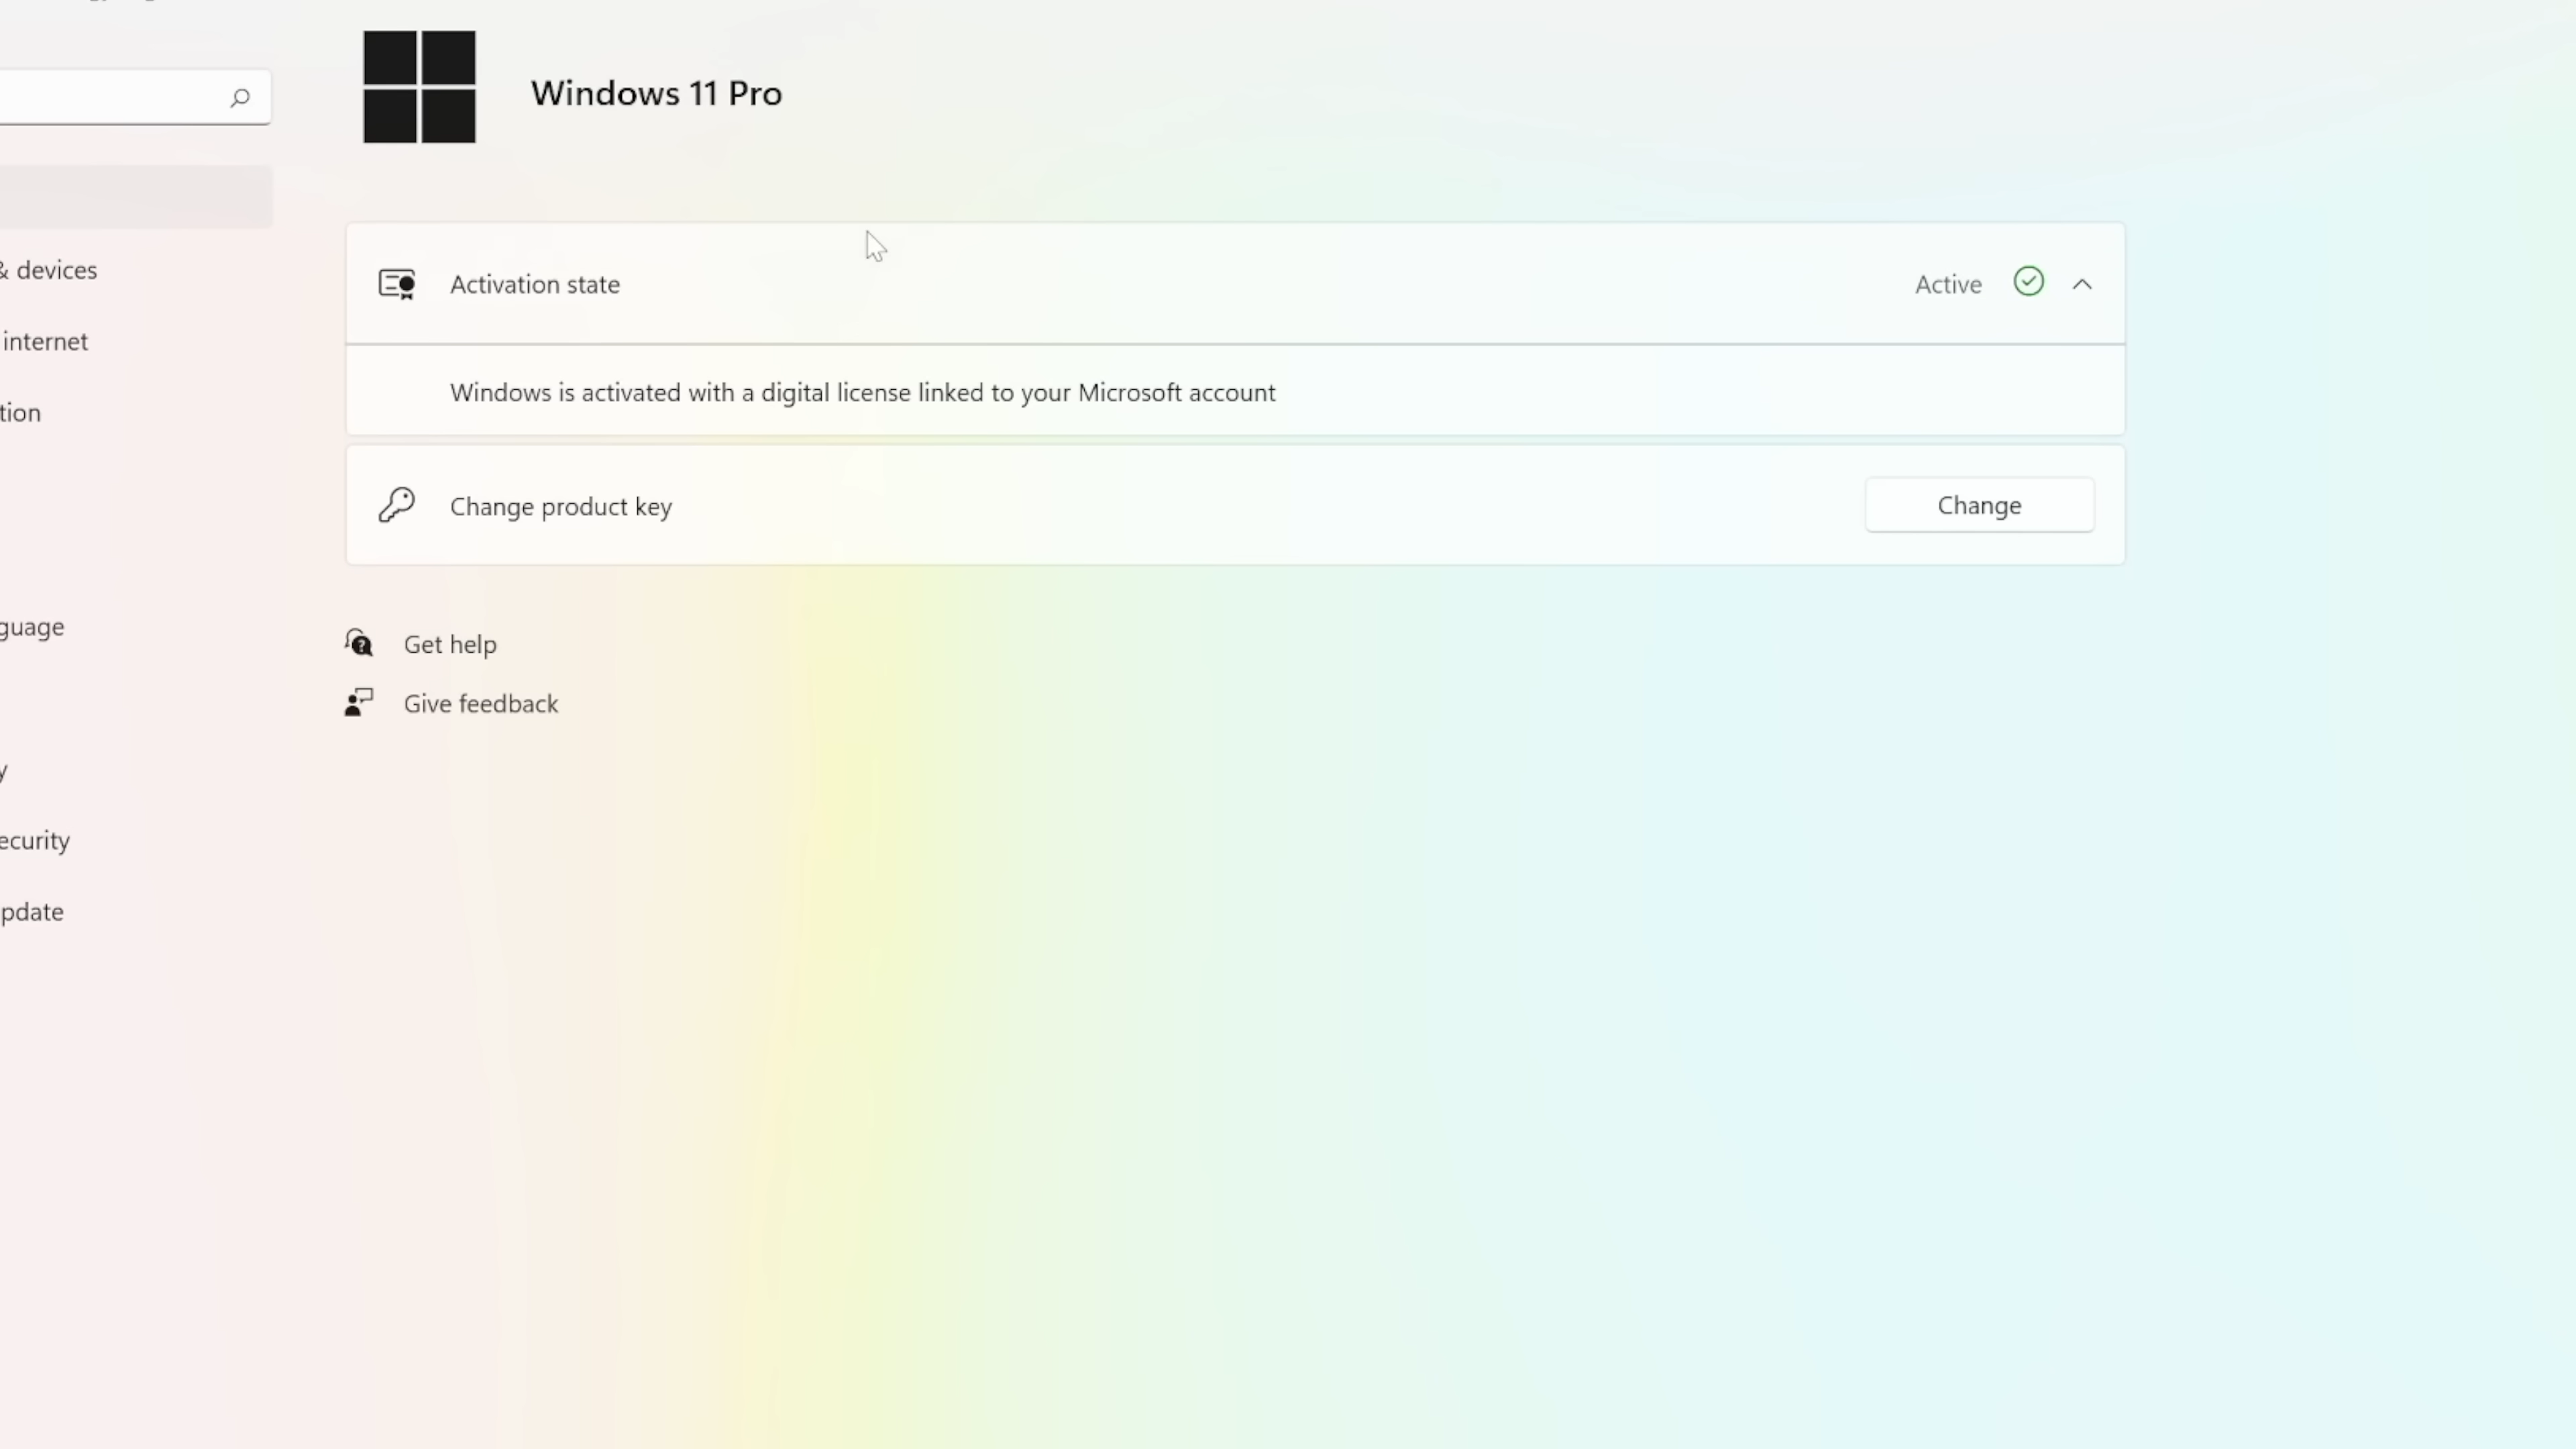 Windows 11 Pro
Activation state
Active
Windows is activated with a digital license linked to your Microsoft account
Change product key
Change
Get help
Give feedback
& devices
internet
tion
guage
y
ecurity
pdate